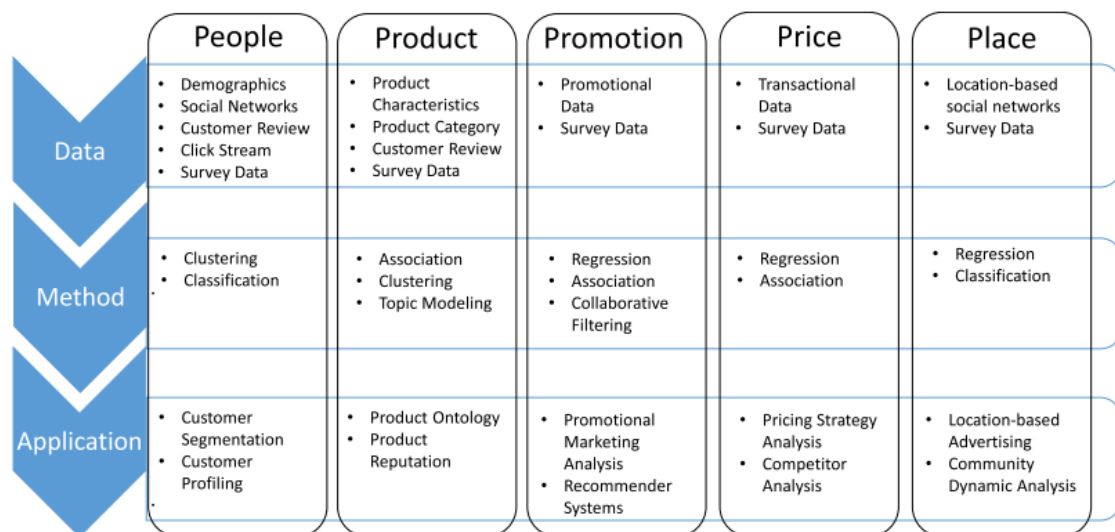 People
Product
Promotion
Price
Place
Data
• Demographics
• Social Networks
• Customer Review
• Click Stream
• Survey Data
• Product
Characteristics
• Product Category
• Customer Review
• Survey Data
• Promotional
Data
• Survey Data
• Transactional
Data
• Survey Data
• Location-based
social networks
• Survey Data
Method
• Clustering
• Classification
.
• Association
• Clustering
• Topic Modeling
• Regression
• Association
• Collaborative
Filtering
• Regression
• Association
• Regression
• Classification
Application
• Customer
Segmentation
• Customer
Profiling
.
• Product Ontology
• Product
Reputation
• Promotional
Marketing
Analysis
• Recommender
Systems
• Pricing Strategy
Analysis
• Competitor
Analysis
• Location-based
Advertising
• Community
Dynamic Analysis